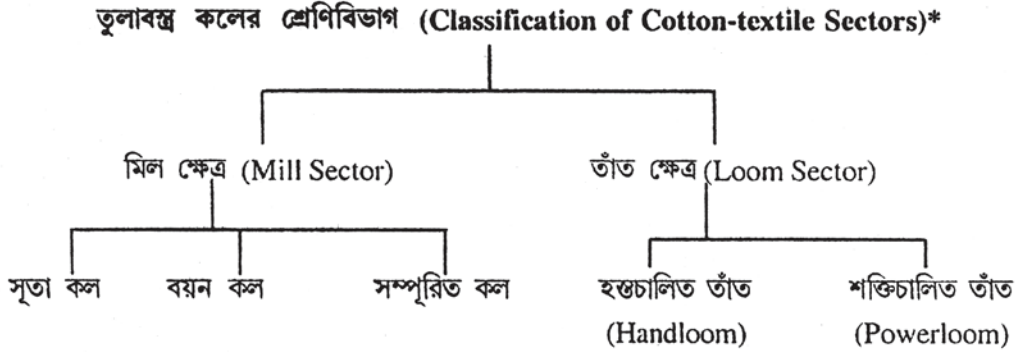 তুলাবস্ত্র কলের শ্রেণিবিভাগ (Classification of Cotton-textile Sectors)*
মিল ক্ষেত্র (Mill Sector) তাঁত ক্ষেত্র (Loom Sector)
সূতা কল বয়ন কল সম্পূরিত কল হস্তচালিত তাঁত শক্তিচালিত তাঁত
(Handloom) (Powerloom)